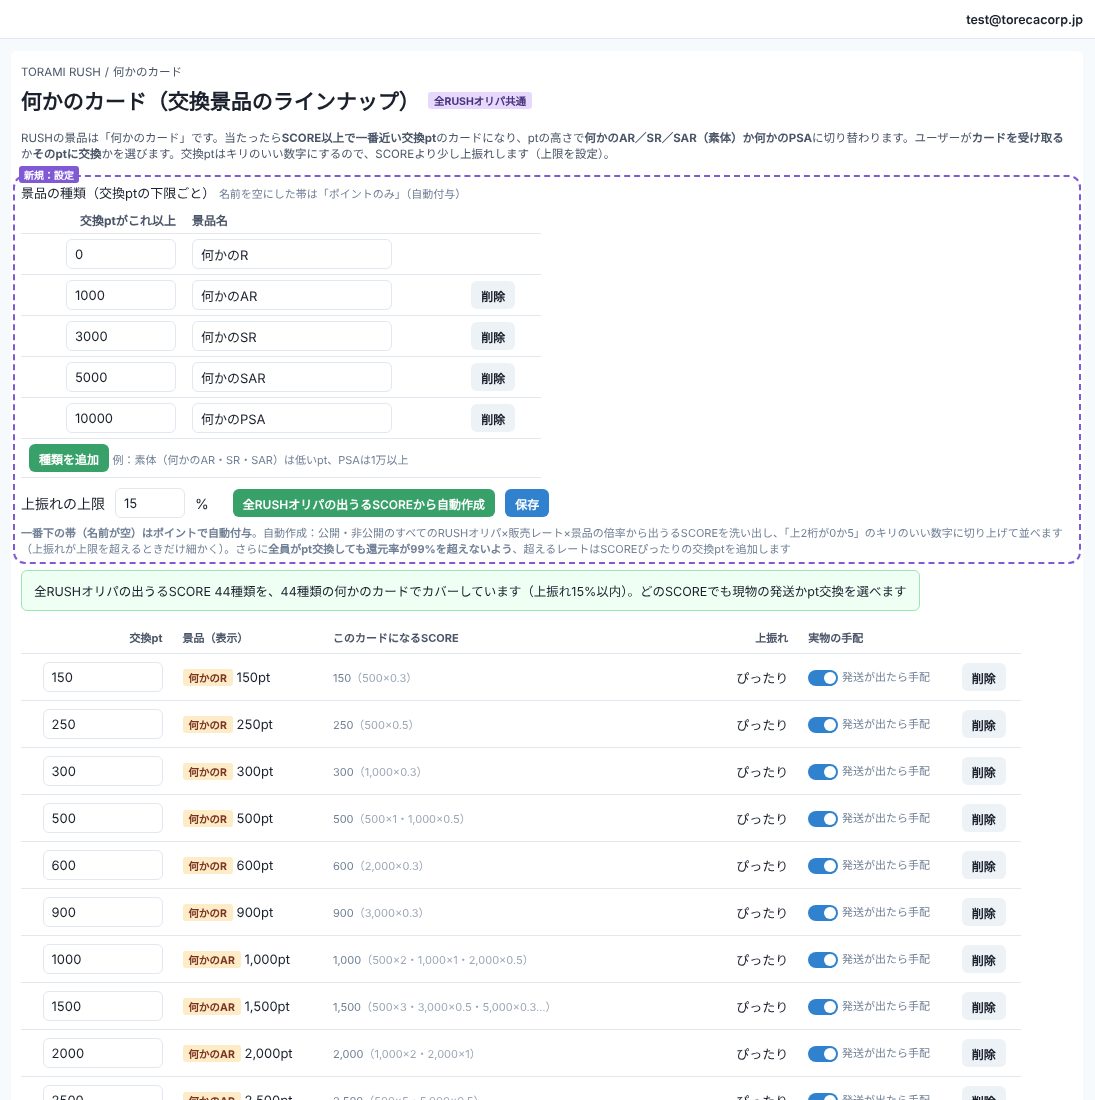 test@torecacorp.jp
TORAMI RUSH / 何かのカード
何かのカード（交換景品のラインナップ） 全RUSHオリパ共通
RUSHの景品は「何かのカード」です。当たったらSCORE以上で一番近い交換ptのカードになり、ptの高さで何かのAR／SR／SAR（素体）か何かのPSAに切り替わります。ユーザーがカードを受け取る
かそのptに交換かを選びます。交換ptはキリのいい数字にするので、SCOREより少し上振れします（上限を設定）。
新規：設定
景品の種類（交換ptの下限ごと） 名前を空にした帯は「ポイントのみ」（自動付与）
交換ptがこれ以上 景品名
0 何かのR
1000 何かのAR 削除
3000 何かのSR 削除
5000 何かのSAR 削除
10000 何かのPSA 削除
種類を追加 例：素体（何かのAR・SR・SAR）は低いpt、PSAは1万以上
上振れの上限 15 % 全RUSHオリパの出うるSCOREから自動作成 保存
一番下の帯（名前が空）はポイントで自動付与。自動作成：公開・非公開のすべてのRUSHオリパ×販売レート×景品の倍率から出うるSCOREを洗い出し、「上2桁が0か5」のキリのいい数字に切り上げて並べます
（上振れが上限を超えるときだけ細かく）。さらに全員がpt交換しても還元率が99%を超えないよう、超えるレートはSCOREぴったりの交換ptを追加します
全RUSHオリパの出うるSCORE 44種類を、44種類の何かのカードでカバーしています（上振れ15%以内）。どのSCOREでも現物の発送かpt交換を選べます
交換pt 景品（表示） このカードになるSCORE 上振れ 実物の手配
150 何かのR 150pt 150（500×0.3） ぴったり 発送が出たら手配 削除
250 何かのR 250pt 250（500×0.5） ぴったり 発送が出たら手配 削除
300 何かのR 300pt 300（1,000×0.3） ぴったり 発送が出たら手配 削除
500 何かのR 500pt 500（500×1・1,000×0.5） ぴったり 発送が出たら手配 削除
600 何かのR 600pt 600（2,000×0.3） ぴったり 発送が出たら手配 削除
900 何かのR 900pt 900（3,000×0.3） ぴったり 発送が出たら手配 削除
1000 何かのAR 1,000pt 1,000（500×2・1,000×1・2,000×0.5） ぴったり 発送が出たら手配 削除
1500 何かのAR 1,500pt 1,500（500×3・3,000×0.5・5,000×0.3…） ぴったり 発送が出たら手配 削除
2000 何かのAR 2,000pt 2,000（1,000×2・2,000×1） ぴったり 発送が出たら手配 削除
2500 何かのAR 2,500pt 2,500（500×5・5,000×0.5） ぴったり 発送が出たら手配 削除